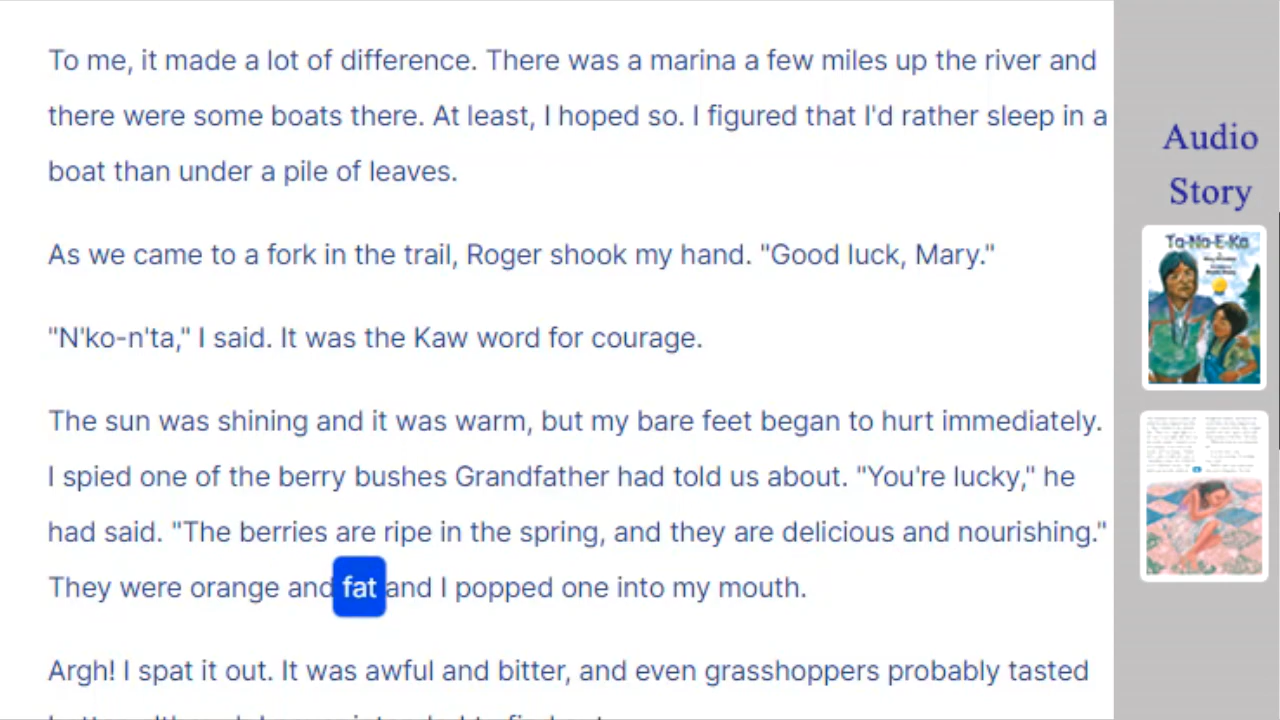 To me, it made a lot of difference. There was a marina a few miles up the river and
there were some boats there. At least, I hoped so. I figured that I'd rather sleep in a
boat than under a pile of leaves.
As we came to a fork in the trail, Roger shook my hand. "Good luck, Mary."
"N'ko-n'ta," I said. It was the Kaw word for courage.
The sun was shining and it was warm, but my bare feet began to hurt immediately.
I spied one of the berry bushes Grandfather had told us about. "You're lucky," he
had said. "The berries are ripe in the spring, and they are delicious and nourishing."
They were orange and fat and I popped one into my mouth.
Argh! I spat it out. It was awful and bitter, and even grasshoppers probably tasted
Audio
Story
Ta-Na-E-Ka